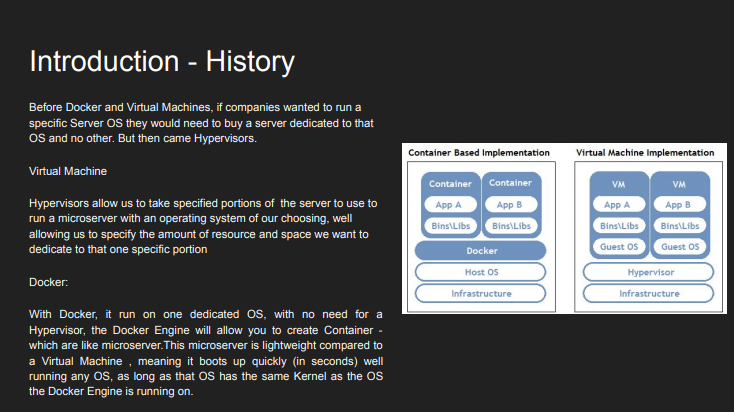 Introduction - History
Before Docker and Virtual Machines, if companies wanted to run a
specific Server OS they would need to buy a server dedicated to that
OS and no other. But then came Hypervisors.
Virtual Machine
Hypervisors allow us to take specified portions of the server to use to
run a microserver with an operating system of our choosing, well
allowing us to specify the amount of resource and space we want to
dedicate to that one specific portion
Docker:
With Docker, it run on one dedicated OS, with no need for a
Hypervisor, the Docker Engine will allow you to create Container -
which are like microserver.This microserver is lightweight compared to
a Virtual Machine , meaning it boots up quickly (in seconds) well
running any OS, as long as that OS has the same Kernel as the OS
the Docker Engine is running on.
Container Based Implementation
Container Container
App A App B
Bins\Libs Bins\Libs
Docker
Host OS
Infrastructure
Virtual Machine Implementation
VM VM
App A App B
Bins\Libs Bins\Libs
Guest OS Guest OS
Hypervisor
Infrastructure